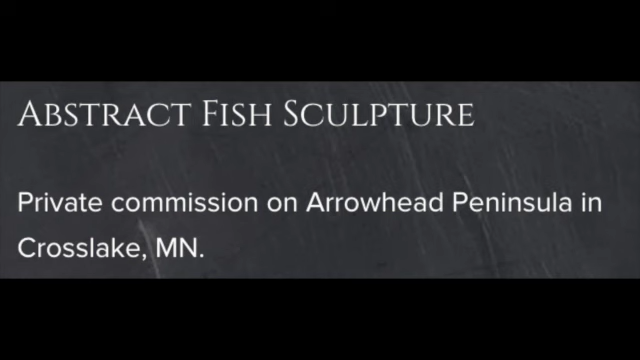 Abstract Fish Sculpture
Private commission on Arrowhead Peninsula in
Crosslake, MN.